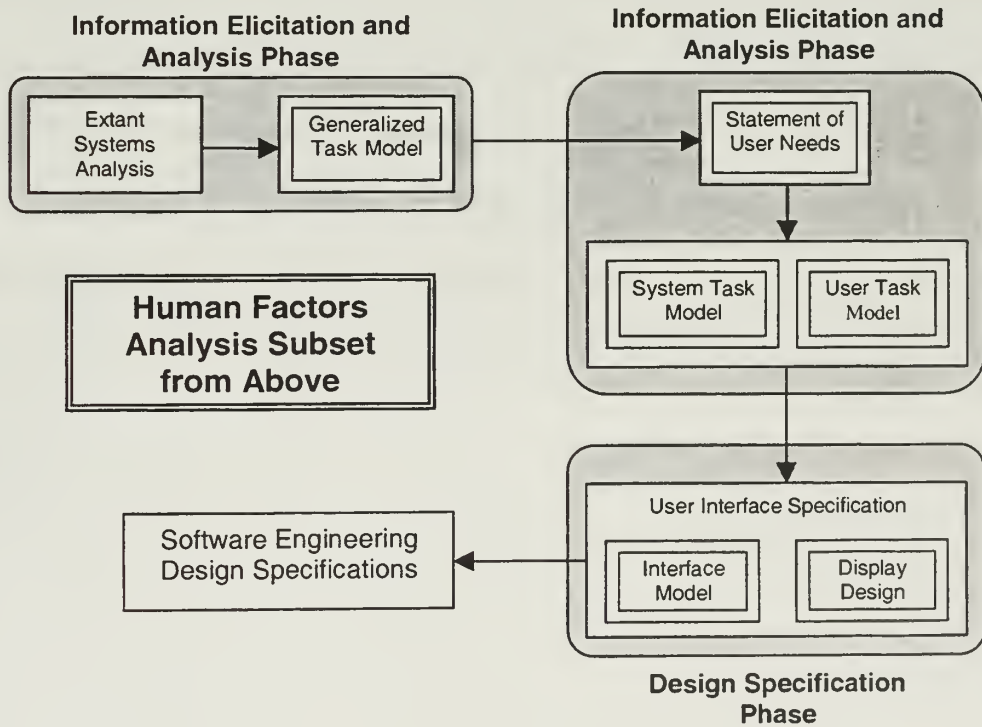 Information Elicitation and
Analysis Phase
Extant
Systems
Analysis
Generalized
Task Model
Information Elicitation and
Analysis Phase
Statement of
User Needs
System Task
Model
User Task
Model
Human Factors
Analysis Subset
from Above
User Interface Specification
Interface
Model
Display
Design
Software Engineering
Design Specifications
Design Specification
Phase